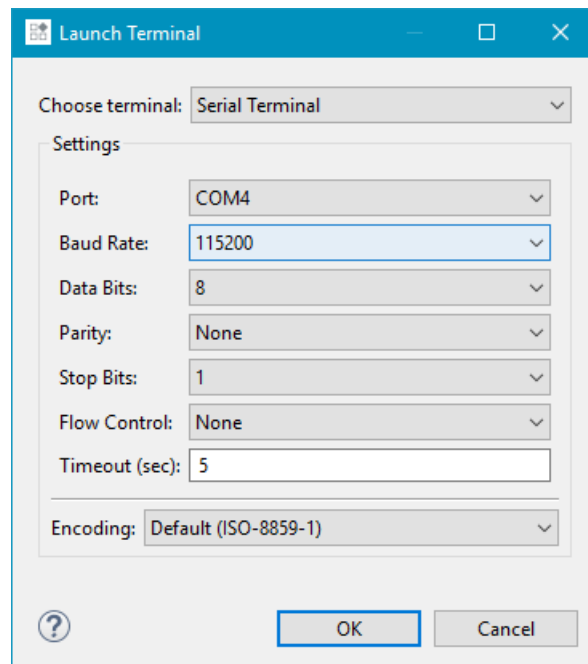 Launch Terminal
Choose terminal: Serial Terminal
Settings
Port: COM4
Baud Rate: 115200
Data Bits: 8
Parity: None
Stop Bits: 1
Flow Control: None
Timeout (sec): 5
Encoding: Default (ISO-8859-1)
? OK Cancel